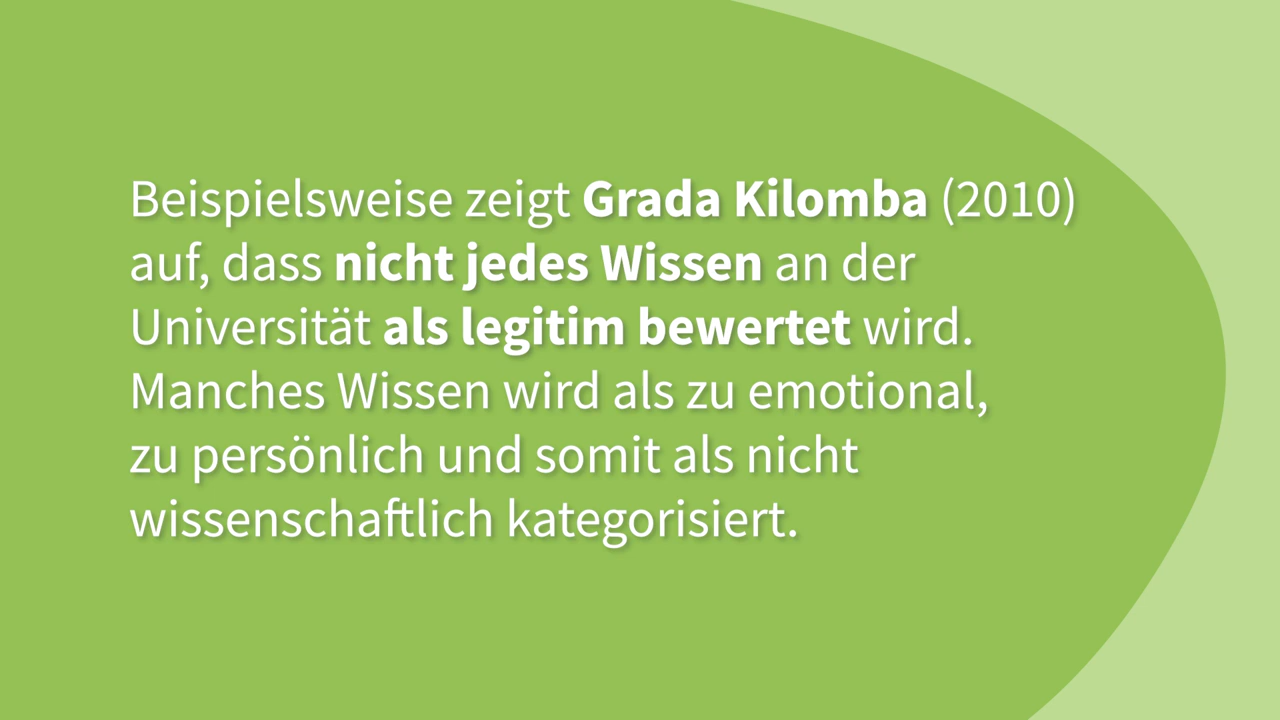 Beispielsweise zeigt Grada Kilomba (2010)
auf, dass nicht jedes Wissen an der
Universität als legitim bewertet wird.
Manches Wissen wird als zu emotional,
zu persönlich und somit als nicht
wissenschaftlich kategorisiert.